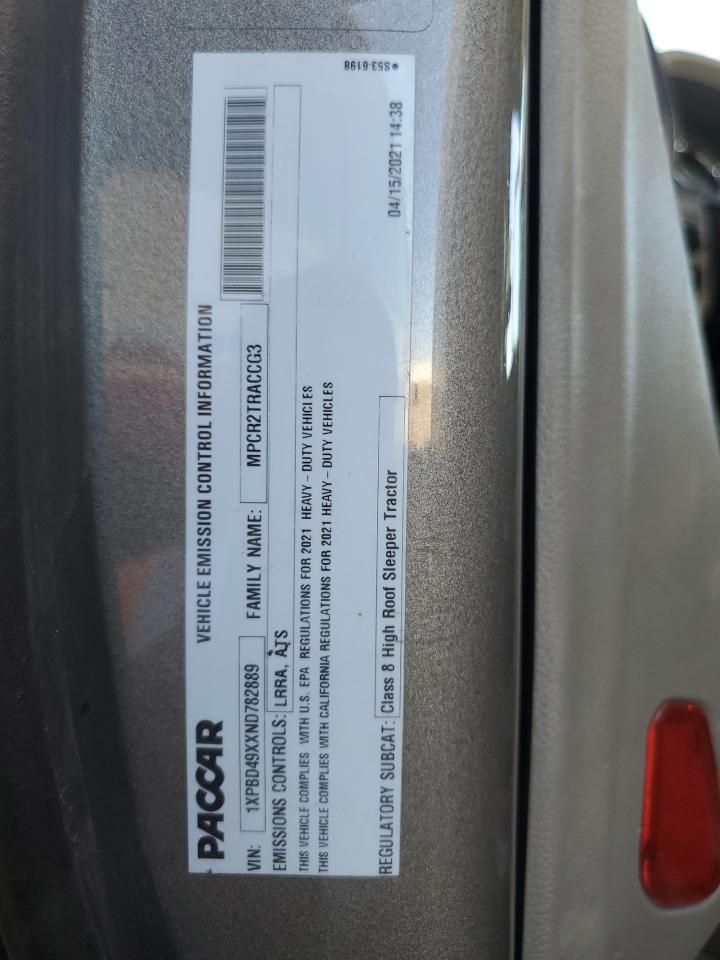 S53-6198
PACCAR VEHICLE EMISSION CONTROL INFORMATION
VIN: 1XPBD49XXND782889 FAMILY NAME: MPCR2TRACCG3
EMISSIONS CONTROLS: LRRA, ATS
THIS VEHICLE COMPLIES WITH U.S. EPA REGULATIONS FOR 2021 HEAVY - DUTY VEHICLES
THIS VEHICLE COMPLIES WITH CALIFORNIA REGULATIONS FOR 2021 HEAVY - DUTY VEHICLES
REGULATORY SUBCAT: Class 8 High Roof Sleeper Tractor
04/15/2021 14:38